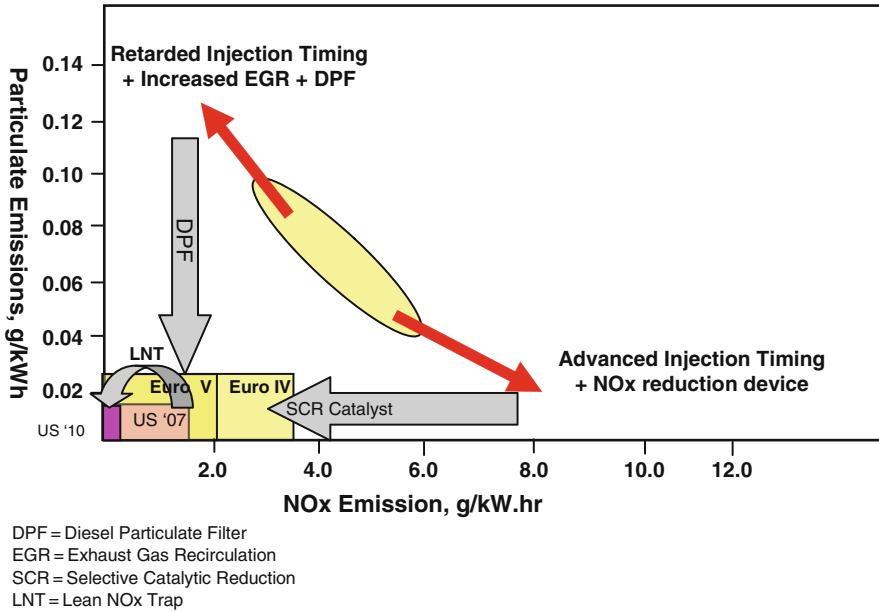 Retarded Injection Timing
+ Increased EGR + DPF
Particulate Emissions, g/kWh
0.14
0.12
0.10
0.08
0.06
0.04
0.02
DPF
LNT
Euro V
Euro IV
US ‘07
US ‘10
SCR Catalyst
Advanced Injection Timing
+ NOx reduction device
2.0
4.0
6.0
8.0
10.0
12.0
NOx Emission, g/kW.hr
DPF = Diesel Particulate Filter
EGR = Exhaust Gas Recirculation
SCR = Selective Catalytic Reduction
LNT = Lean NOx Trap